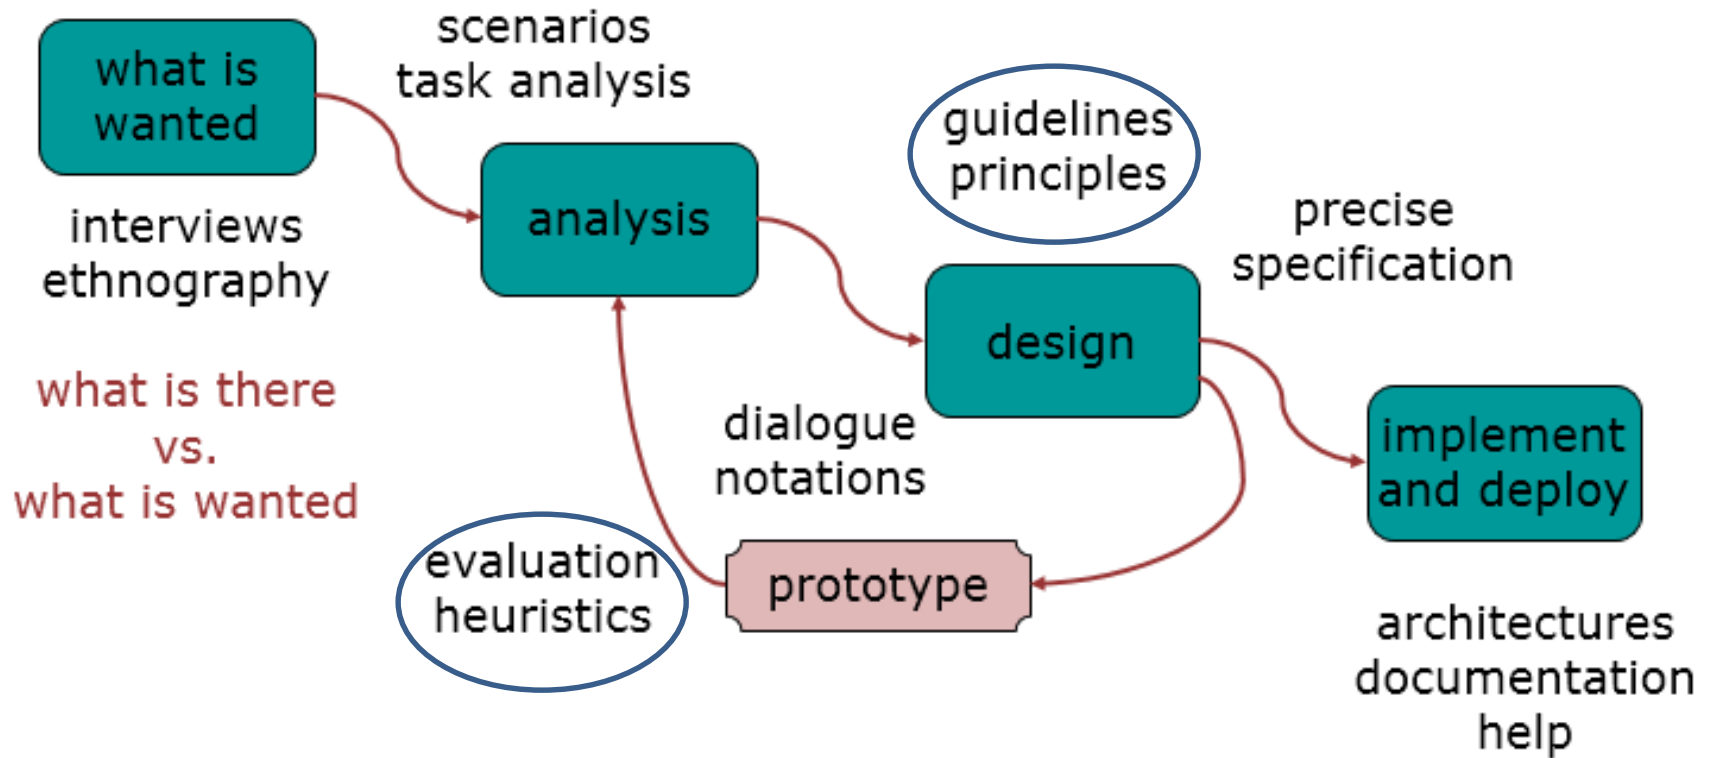 what is
wanted
scenarios
task analysis
interviews
ethnography
what is there
vs.
what is wanted
analysis
guidelines
principles
design
precise
specification
dialogue
notations
evaluation
heuristics
prototype
implement
and deploy
architectures
documentation
help